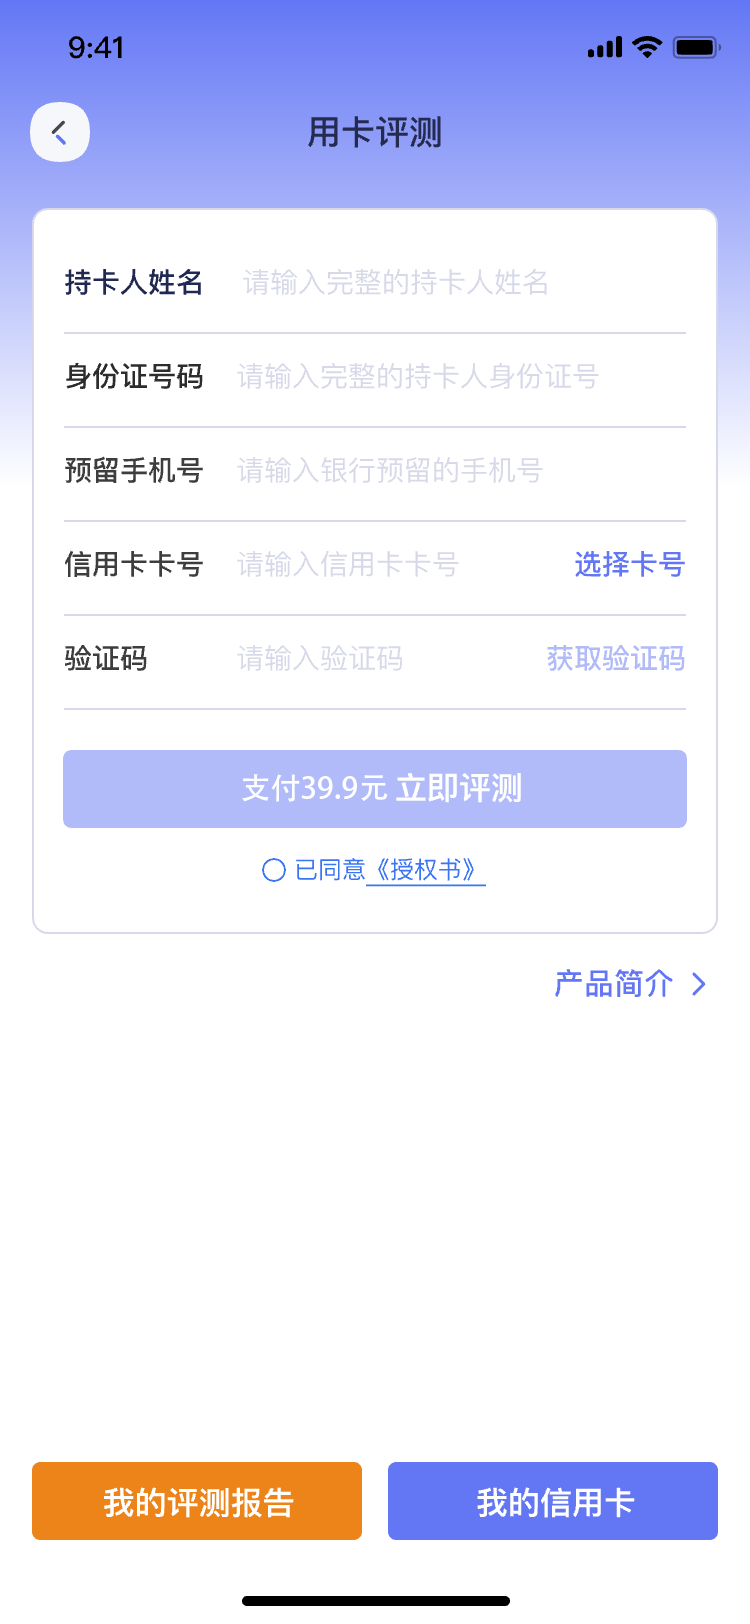 9:41
用卡评测
持卡人姓名 请输入完整的持卡人姓名
身份证号码 请输入完整的持卡人身份证号
预留手机号 请输入银行预留的手机号
信用卡卡号 请输入信用卡卡号 选择卡号
验证码 请输入验证码 获取验证码
支付39.9元 立即评测
已同意《授权书》
产品简介
我的评测报告 我的信用卡